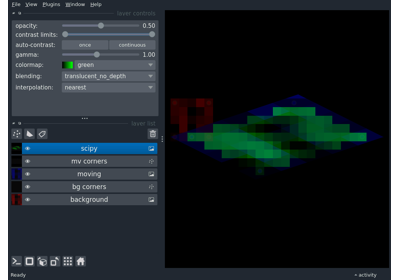 File View Plugins Window Help
layer controls
opacity: 0.50
contrast limits:
auto-contrast: once continuous
gamma: 1.00
colormap: green
blending: translucent_no_depth
interpolation: nearest
layer list
scipy
mv corners
moving
bg corners
background
Ready
activity